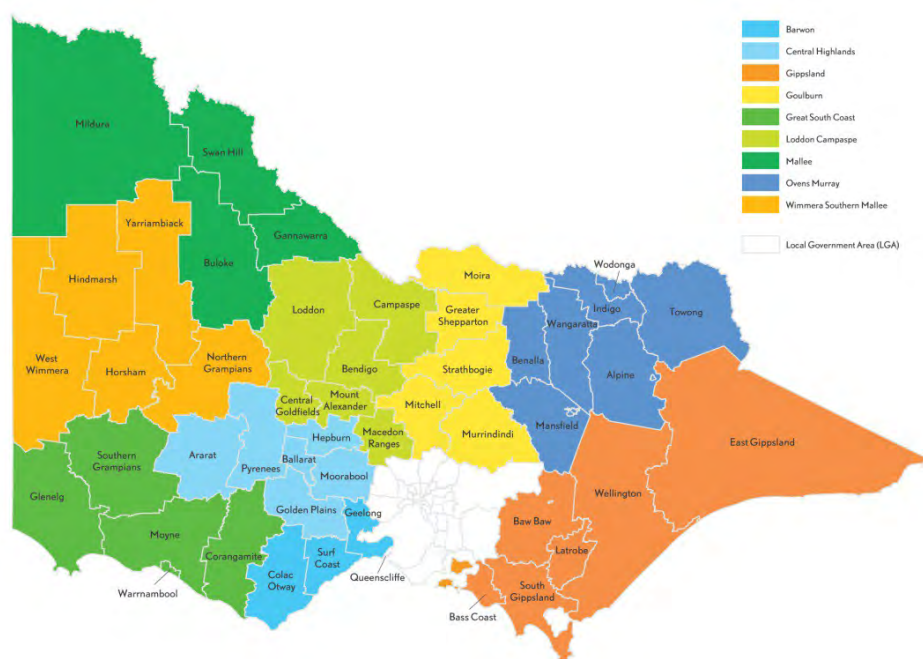 Barwon
Central Highlands
Gippsland
Goulburn
Great South Coast
Loddon Campaspe
Mallee
Ovens Murray
Wimmera Southern Mallee
Local Government Area (LGA)
Mildura
Swan Hill
Yarriambiack
Gannawarra
Hindmarsh
Buloke
Moira
Wodonga
Loddon
Campaspe
Greater
Shepparton
Indigo
Wangaratta
Towong
West
Wimmera
Horsham
Northern
Grampians
Bendigo
Strathbogie
Benalla
Alpine
Central
Goldfields
Mount
Alexander
Mitchell
Mansfield
Murrindindi
Macedon
Ranges
Hepburn
East Gippsland
Southern
Grampians
Ararat
Pyrenees
Ballarat
Moorabool
Wellington
Glenelg
Golden Plains
Geelong
Baw Baw
Moyne
Corangamite
Surf
Coast
Latrobe
Colac
Otway
Queenscliffe
Warrnambool
South
Gippsland
Bass Coast